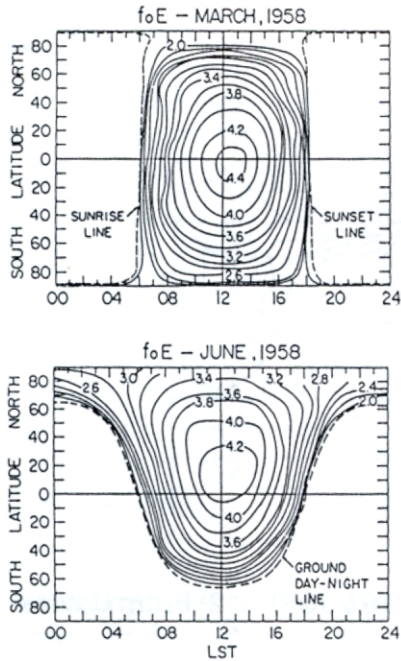 foE – MARCH, 1958
NORTH
LATITUDE
SOUTH
80
60
40
20
0
20
40
60
80
2.0
3.4
3.8
4.2
4.4
4.0
3.6
3.2
2.6
SUNRISE
LINE
SUNSET
LINE
00 04 08 12 16 20 24
foE – JUNE, 1958
NORTH
LATITUDE
SOUTH
80
60
40
20
0
20
40
60
80
2.6
3.0
3.4
3.2
2.8
2.4
2.0
3.8
3.6
4.0
4.2
4.0
3.6
GROUND
DAY-NIGHT
LINE
00 04 08 12 16 20 24
LST